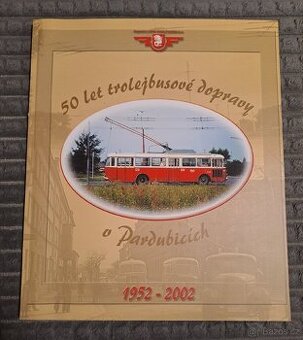 50 let trolejbusové dopravy
v Pardubicích
1952 - 2002